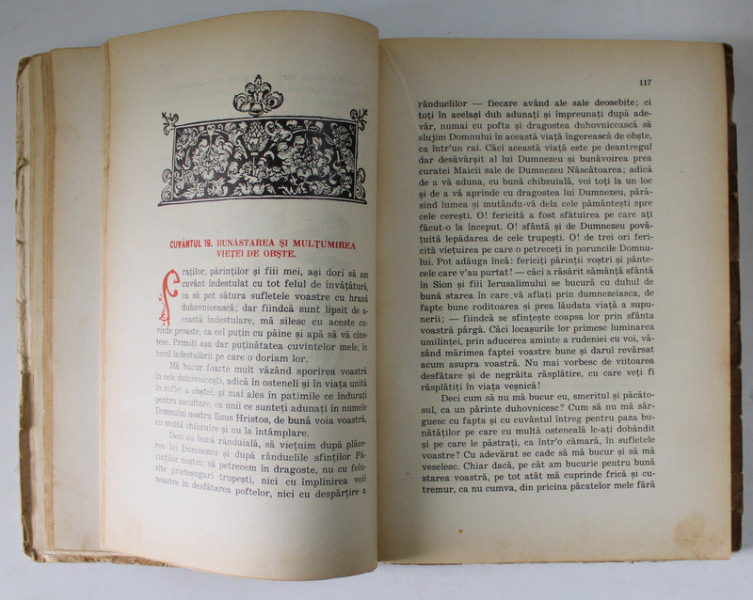 CUVÂNTUL 19. BUNĂSTAREA ȘI MULȚUMIREA
VIEȚEI DE OBȘTE.
Fraților, părinților și fiii mei, ași dori să am
cuvânt îndestulat cu tot felul de învățătură,
ca să pot sătura sufletele voastre cu hrană
duhovnicească; dar fiindcă sunt lipsit de a-
ceastă îndestulare, mă silesc cu aceste cu-
vinte proaste, ca cel puțin cu pâine și apă să vă cins-
tesc. Primiți așa dar puținătatea cuvintelor mele, în
locul îndestulării pe care o doriam lor.
Mă bucur foarte mult văzând sporirea voastră
în cele duhovnicești, adică în osteneli și în viața unită
în suflet a obștei, și mai ales în patimile ce îndurați
pentru ascultare, ca unii ce sunteți adunați în numele
Domnului nostru Iisus Hristos, de bună voia voastră,
cu multă chibzuire și nu la întâmplare.
Deci cu bună rânduială, să viețuim după plăce-
rea lui Dumnezeu și după rânduelile sfinților Pă-
rinților noștri; să petrecem în dragoste, nu cu felu-
rite prieteșuguri trupești, nici cu împlinirea voii
noastre în desfătarea poftelor, nici cu despărțire a
117
rânduelilor — fiecare având ale sale deosebite; ci
toți în același duh adunați și împreunați după ade-
văr, numai cu pofta și dragostea duhovnicească să
slujim Domnului în această viață îngerească de obște,
ca într'un rai. Căci această viață este pe deantregul
dar desăvârșit al lui Dumnezeu și bunăvoirea prea
curatei Maicii sale de Dumnezeu Născătoarea; adică
de a vă aduna, cu bună chibzuială, voi toți la un loc
și de a vă aprinde cu dragostea lui Dumnezeu, pără-
sind lumea și mutându-vă dela cele pământești spre
cele cerești. O! fericită a fost sfătuirea pe care ați
făcut-o la început. O! sfântă și de Dumnezeu povă-
țuită lepădarea de cele trupești. O! de trei ori feri-
cită viețuirea pe care o petreceți în poruncile Domnu-
lui. Pot adăuga încă: fericiți părinții voștri și pânte-
cele care v'au purtat! — căci a răsărit sămânță sfântă
în Sion și fiii Ierusalimului se bucură cu duhul de
bună starea în care vă aflați prin dumnezeiasca, de
fapte bune roditoarea și prea lăudata viață a supu-
nerii; — fiindcă se sfințește coapsa lor prin sfânta
voastră pârgă. Căci locașurile lor primesc luminarea
umilinței, prin aducerea aminte a rudeniei cu voi, vă-
zând mărimea faptei voastre bune și darul revărsat
acum asupra voastră. Nu mai vorbesc de viitoarea
desfătare și de negrăita răsplătire, cu care veți fi
răsplătiți în viața veșnică!
Deci cum să nu mă bucur eu, smeritul și păcăto-
sul, ca un părinte duhovnicesc? Cum să nu mă sâr-
guesc cu fapta și cu cuvântul întreg pentru paza bu-
nătăților pe care cu multă osteneală le-ați dobândit
și pe care le păstrați, ca într'o cămară, în sufletele
voastre? Cu adevărat se cade să mă bucur și să mă
veselesc. Chiar dacă, pe cât am bucurie pentru bună
starea voastră, pe tot atât mă cuprinde frică și cu-
tremur, ca nu cumva, din pricina păcatelor mele fără